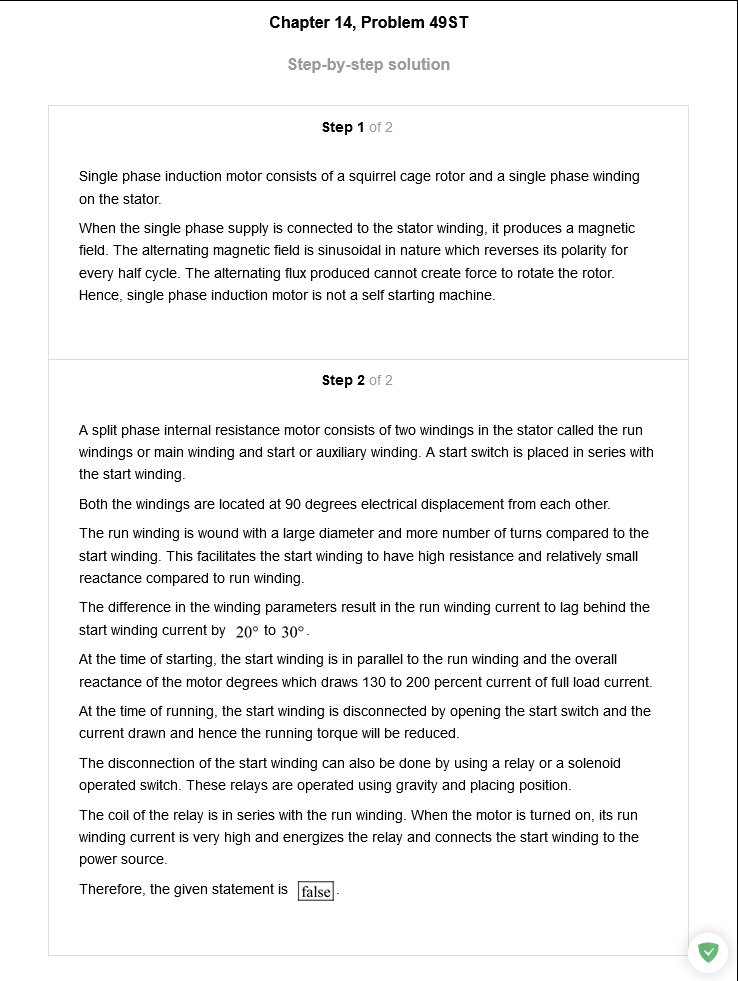 Chapter 14, Problem 49ST
Step-by-step solution
Step 1 of 2
Single phase induction motor consists of a squirrel cage rotor and a single phase winding
on the stator.
When the single phase supply is connected to the stator winding, it produces a magnetic
field. The alternating magnetic field is sinusoidal in nature which reverses its polarity for
every half cycle. The alternating flux produced cannot create force to rotate the rotor.
Hence, single phase induction motor is not a self starting machine.
Step 2 of 2
A split phase internal resistance motor consists of two windings in the stator called the run
windings or main winding and start or auxiliary winding. A start switch is placed in series with
the start winding.
Both the windings are located at 90 degrees electrical displacement from each other.
The run winding is wound with a large diameter and more number of turns compared to the
start winding. This facilitates the start winding to have high resistance and relatively small
reactance compared to run winding.
The difference in the winding parameters result in the run winding current to lag behind the
start winding current by 20° to 30°.
At the time of starting, the start winding is in parallel to the run winding and the overall
reactance of the motor degrees which draws 130 to 200 percent current of full load current.
At the time of running, the start winding is disconnected by opening the start switch and the
current drawn and hence the running torque will be reduced.
The disconnection of the start winding can also be done by using a relay or a solenoid
operated switch. These relays are operated using gravity and placing position.
The coil of the relay is in series with the run winding. When the motor is turned on, its run
winding current is very high and energizes the relay and connects the start winding to the
power source.
Therefore, the given statement is false.